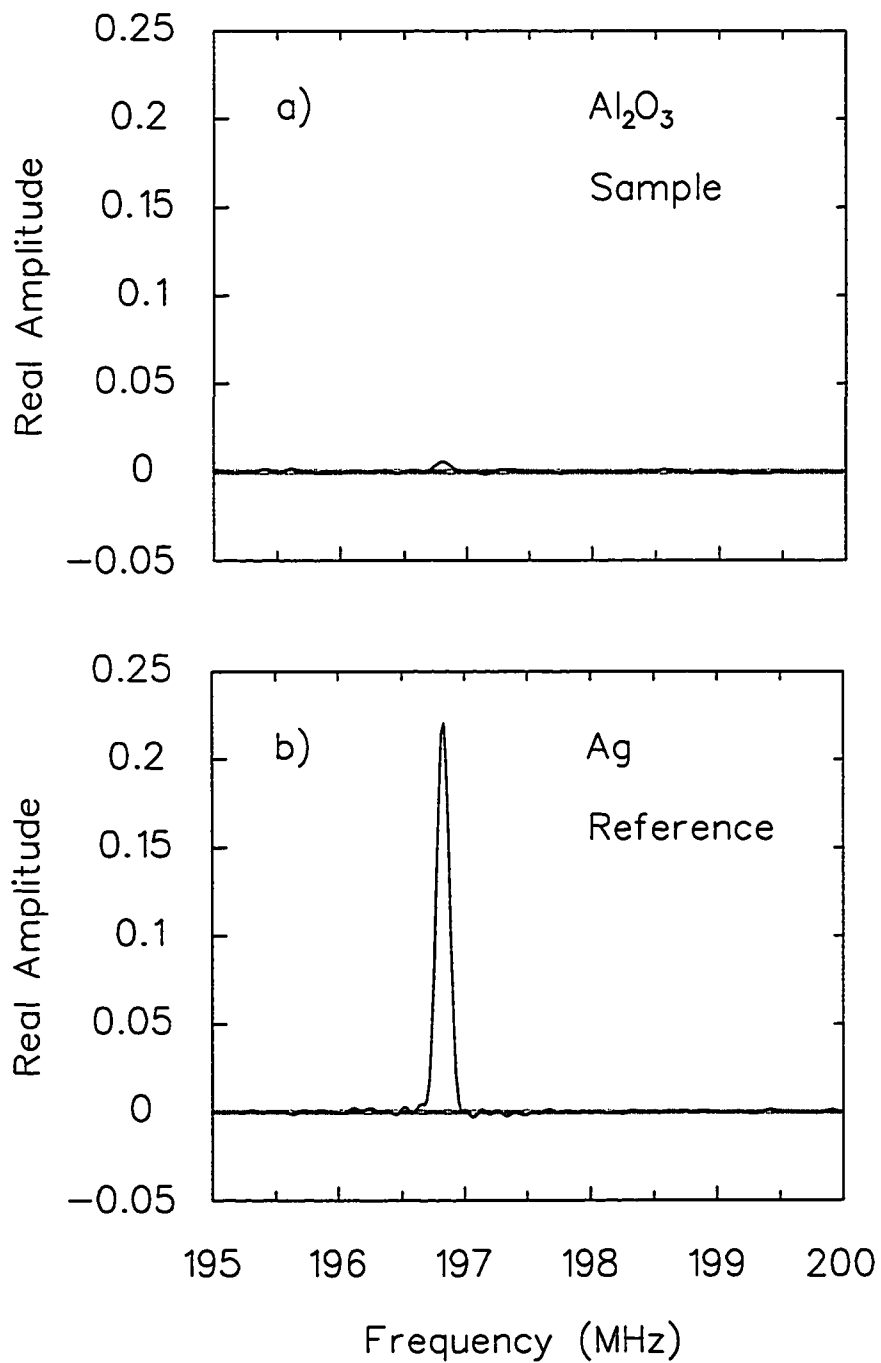 0.25
a)
Al₂O₃
0.2
Sample
0.15
0.1
0.05
0
−0.05
Real Amplitude
0.25
b)
Ag
0.2
Reference
0.15
0.1
0.05
0
−0.05
Real Amplitude
195 196 197 198 199 200
Frequency (MHz)